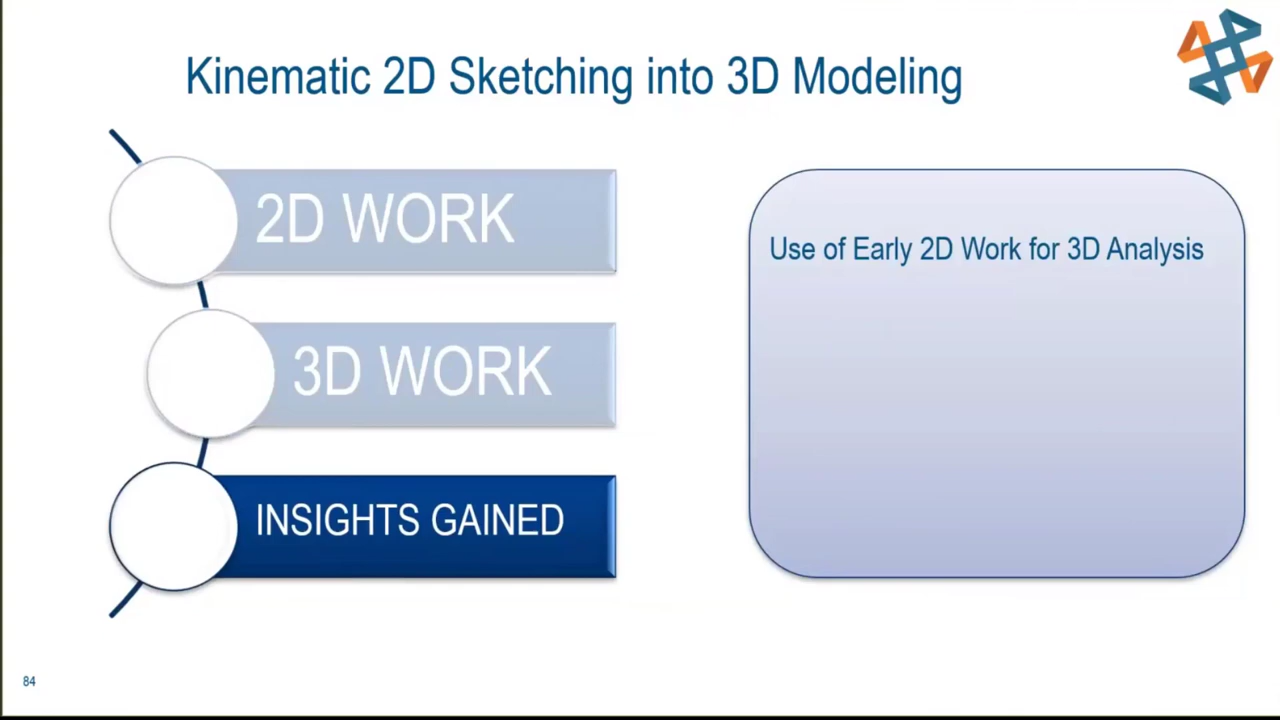 Kinematic 2D Sketching into 3D Modeling
2D WORK
3D WORK
INSIGHTS GAINED
Use of Early 2D Work for 3D Analysis
84